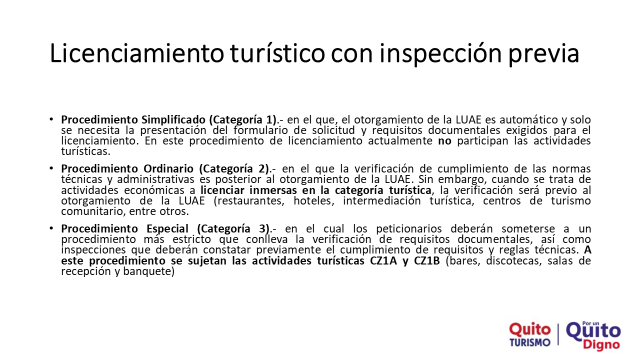 Licenciamiento turístico con inspección previa
• Procedimiento Simplificado (Categoría 1).- en el que, el otorgamiento de la LUAE es automático y solo
se necesita la presentación del formulario de solicitud y requisitos documentales exigidos para el
licenciamiento. En este procedimiento de licenciamiento actualmente no participan las actividades
turísticas.
• Procedimiento Ordinario (Categoría 2).- en el que la verificación de cumplimiento de las normas
técnicas y administrativas es posterior al otorgamiento de la LUAE. Sin embargo, cuando se trata de
actividades económicas a licenciar inmersas en la categoría turística, la verificación será previo al
otorgamiento de la LUAE (restaurantes, hoteles, intermediación turística, centros de turismo
comunitario, entre otros.
• Procedimiento Especial (Categoría 3).- en el cual los peticionarios deberán someterse a un
procedimiento más estricto que conlleva la verificación de requisitos documentales, así como
inspecciones que deberán constatar previamente el cumplimiento de requisitos y reglas técnicas. A
este procedimiento se sujetan las actividades turísticas CZ1A y CZ1B (bares, discotecas, salas de
recepción y banquete)
Quito
TURISMO
Por un
Quito
Digno